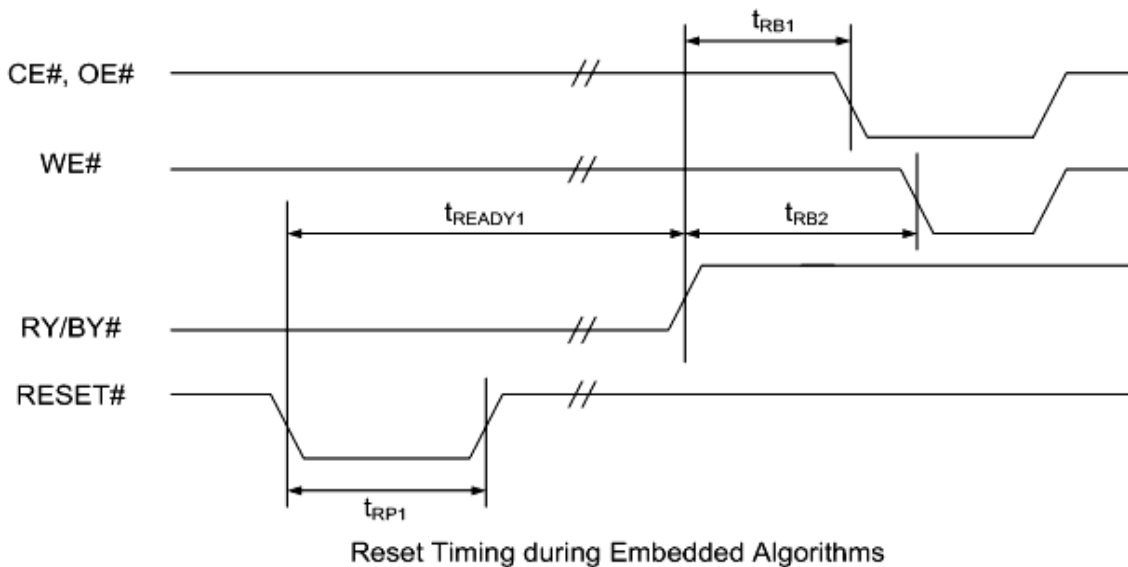 tRB1
CE#, OE#
WE#
tREADY1
tRB2
RY/BY#
RESET#
tRP1
Reset Timing during Embedded Algorithms